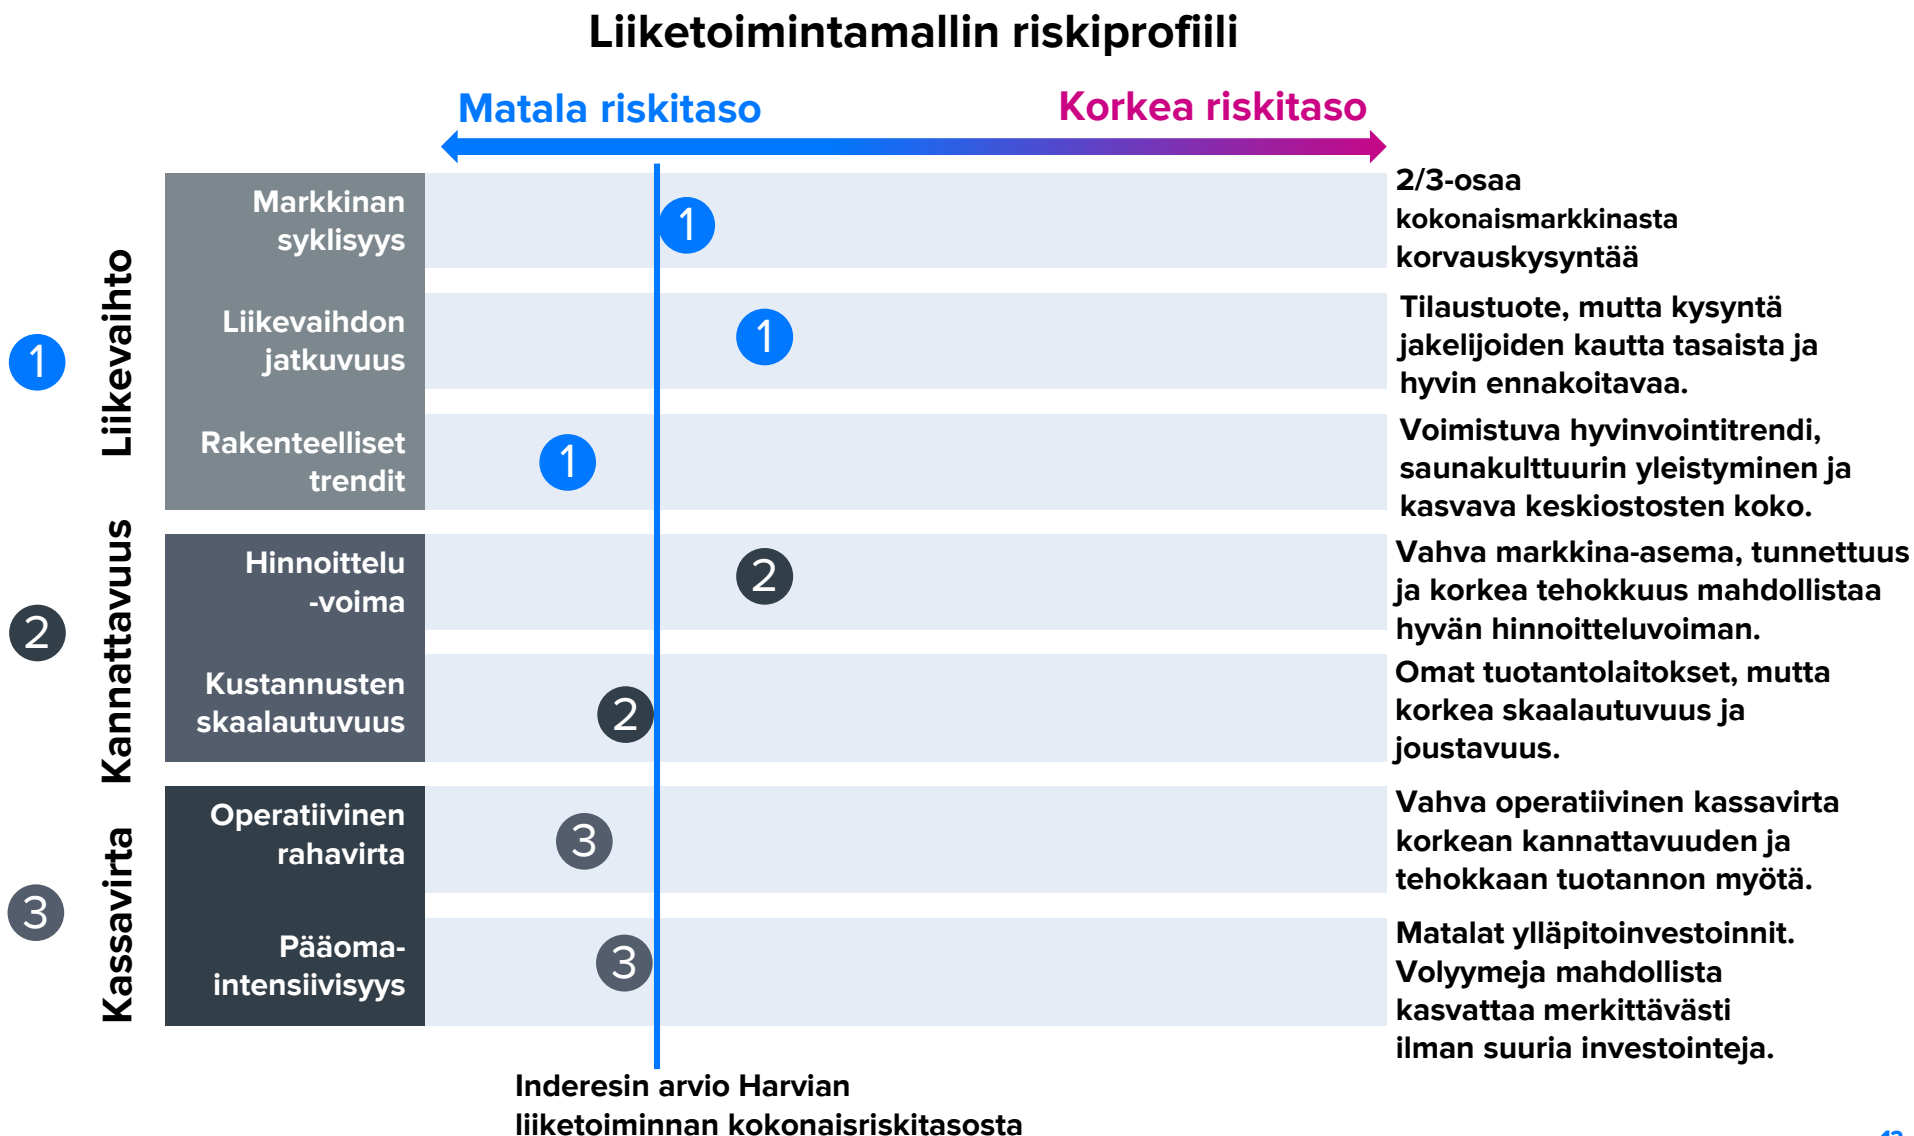 Liiketoimintamallin riskiprofiili
Matala riskitaso
Korkea riskitaso
1
Liikevaihto
Markkinan
syklisyys
1
2/3-osaa
kokonaismarkkinasta
korvauskysyntää
Liikevaihdon
jatkuvuus
1
Tilaustuote, mutta kysyntä
jakelijoiden kautta tasaista ja
hyvin ennakoitavaa.
Rakenteelliset
trendit
1
Voimistuva hyvinvointitrendi,
saunakulttuurin yleistyminen ja
kasvava keskiostosten koko.
2
Kannattavuus
Hinnoittelu
-voima
2
Vahva markkina-asema, tunnettuus
ja korkea tehokkuus mahdollistaa
hyvän hinnoitteluvoiman.
Kustannusten
skaalautuvuus
2
Omat tuotantolaitokset, mutta
korkea skaalautuvuus ja
joustavuus.
3
Kassavirta
Operatiivinen
rahavirta
3
Vahva operatiivinen kassavirta
korkean kannattavuuden ja
tehokkaan tuotannon myötä.
Pääoma-
intensiivisyys
3
Matalat ylläpitoinvestoinnit.
Volyymeja mahdollista
kasvattaa merkittävästi
ilman suuria investointeja.
Inderesin arvio Harvian
liiketoiminnan kokonaisriskitasosta